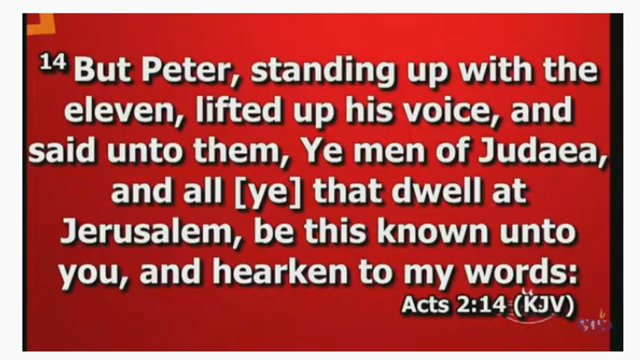 14 But Peter, standing up with the
eleven, lifted up his voice, and
said unto them, Ye men of Judaea,
and all [ye] that dwell at
Jerusalem, be this known unto
you, and hearken to my words:
Acts 2:14 (KJV)